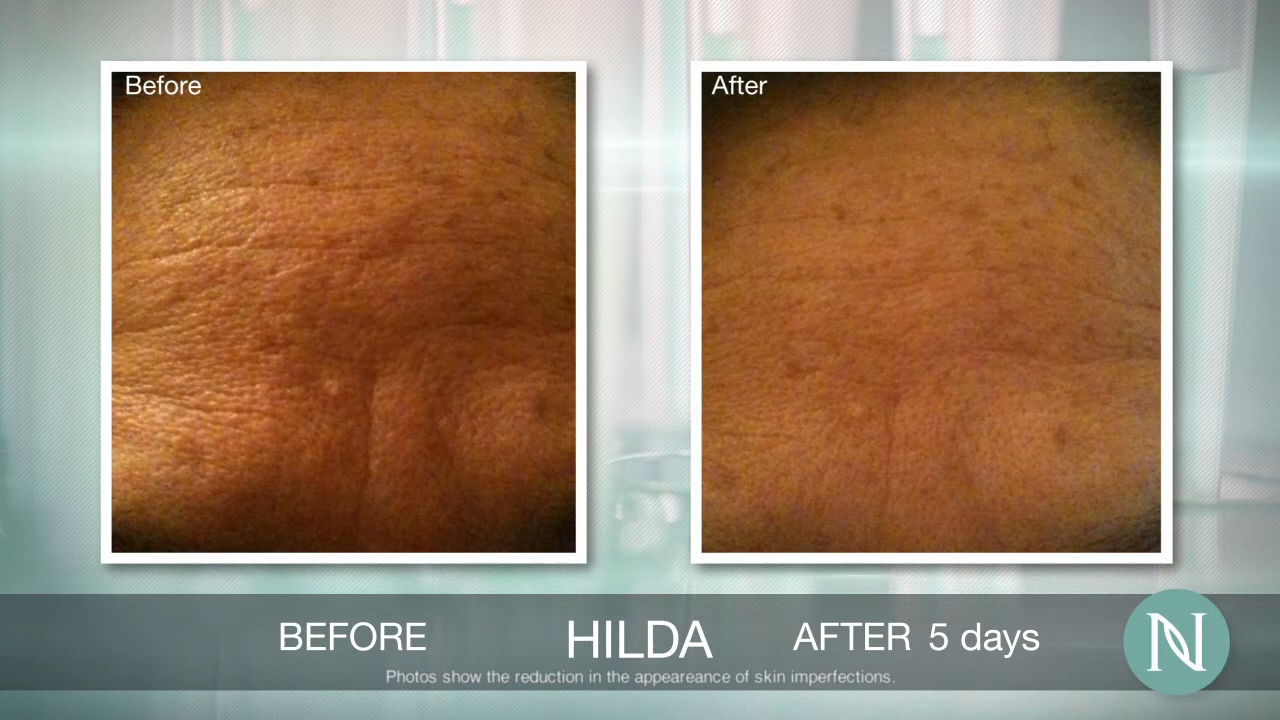 Before
After
BEFORE HILDA AFTER 5 days
N
Photos show the reduction in the appeareance of skin imperfections.